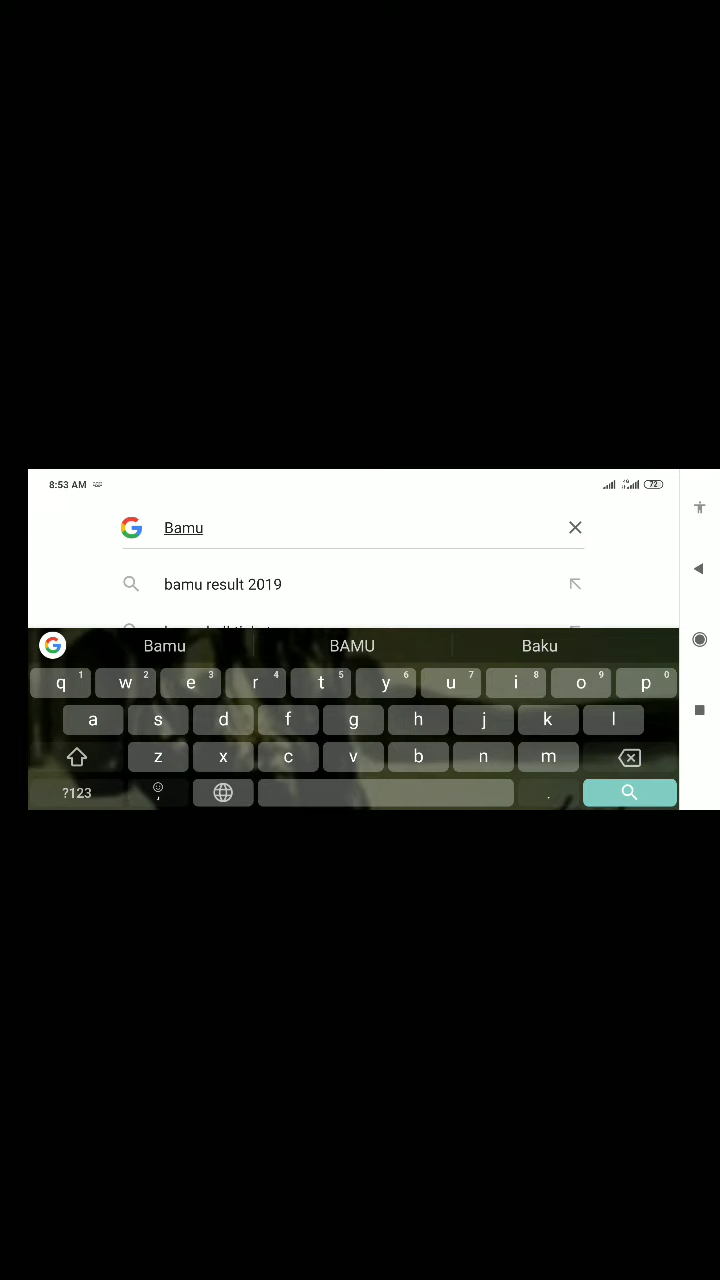 8:53 AM
72
Bamu
bamu result 2019
Bamu BAMU Baku
q 1 w 2 e 3 r 4 t 5 y 6 u 7 i 8 o 9 p 0
a s d f g h j k l
z x c v b n m
?123 , .